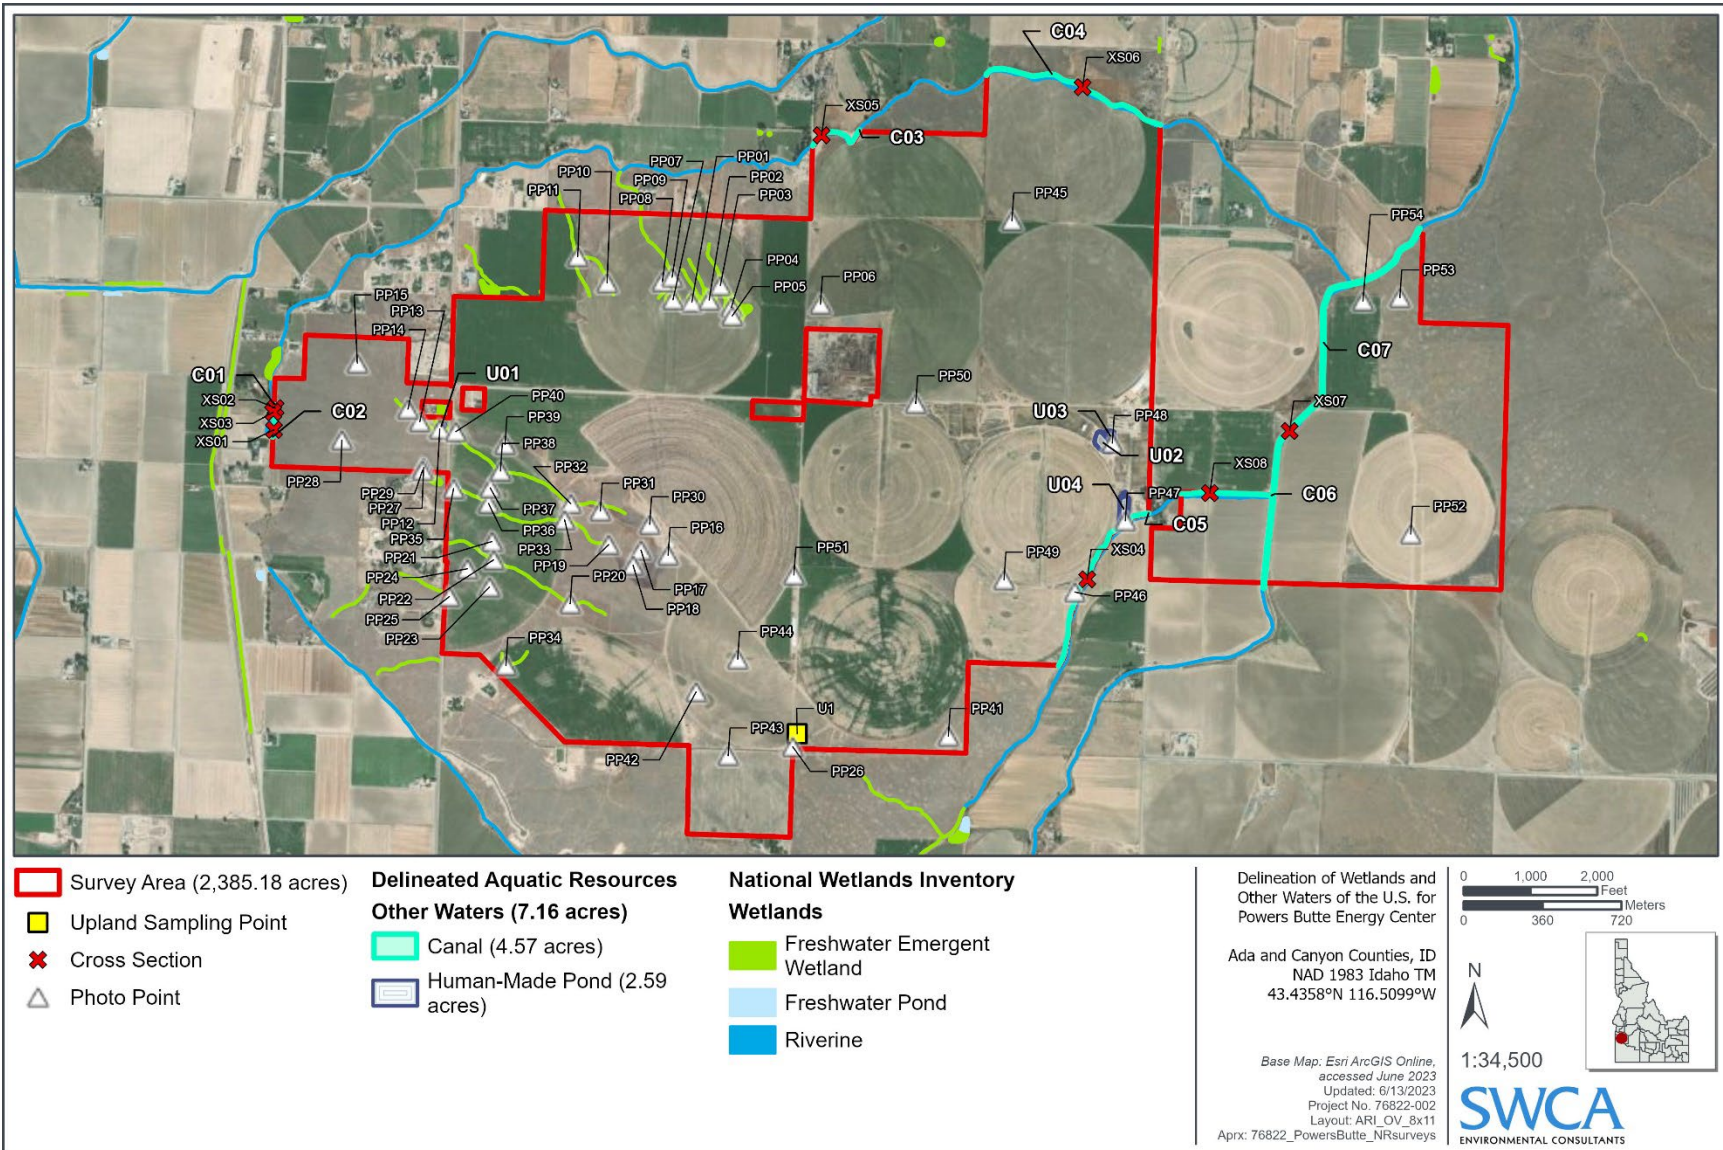 C04
XS06
XS05
C03
PP07
PP01
PP10
PP09
PP02
PP11
PP08
PP03
PP45
PP54
PP04
PP53
PP06
PP05
PP15
PP13
PP14
C07
C01
U01
XS02
C02
PP40
PP50
XS03
PP39
U03
PP48
XS07
XS01
PP38
U02
PP32
XS08
PP28
PP29
PP31
U04
PP47
PP27
PP37
PP30
C06
PP12
PP36
C05
PP52
PP35
PP33
PP16
PP21
PP19
PP51
PP49
XS04
PP24
PP20
PP17
PP22
PP18
PP46
PP25
PP23
PP34
PP44
U1
PP41
PP43
PP42
PP26
Survey Area (2,385.18 acres)
Upland Sampling Point
Cross Section
Photo Point
Delineated Aquatic Resources
Other Waters (7.16 acres)
Canal (4.57 acres)
Human-Made Pond (2.59
acres)
National Wetlands Inventory
Wetlands
Freshwater Emergent
Wetland
Freshwater Pond
Riverine
Delineation of Wetlands and
Other Waters of the U.S. for
Powers Butte Energy Center
Ada and Canyon Counties, ID
NAD 1983 Idaho TM
43.4358°N 116.5099°W
Base Map: Esri ArcGIS Online,
accessed June 2023
Updated: 6/13/2023
Project No. 76822-002
Layout: ARI_OV_8x11
Aprx: 76822_PowersButte_NRsurveys
0 1,000 2,000
Feet
Meters
0 360 720
N
1:34,500
SWCA
ENVIRONMENTAL CONSULTANTS